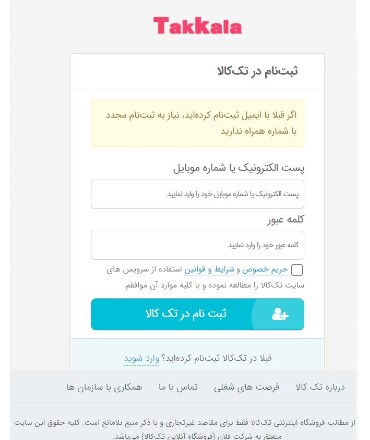 TakKala
ثبت‌نام در تک‌کالا
اگر قبلا با ایمیل ثبت‌نام کرده‌اید، نیاز به ثبت‌نام مجدد
با شماره همراه ندارید
پست الکترونیک یا شماره موبایل
پست الکترونیک یا شماره موبایل خود را وارد نمایید
کلمه عبور
کلمه عبور خود را وارد نمایید
حریم خصوص و شرایط و قوانین استفاده از سرویس های
سایت تک‌کالا را مطالعه نموده و با کلیه موارد آن موافقم.
ثبت نام در تک کالا
قبلا در تک‌کالا ثبت‌نام کرده‌اید؟ وارد شوید
درباره تک کالا فرصت های شغلی تماس با ما همکاری با سازمان ها
از مطالب فروشگاه اینترنتی تک‌کالا فقط برای مقاصد غیرتجاری و با ذکر منبع بلامانع است. کلیه حقوق این سایت
متعلق به شرکت فلان (فروشگاه آنلاین تک‌کالا) می‌باشد.